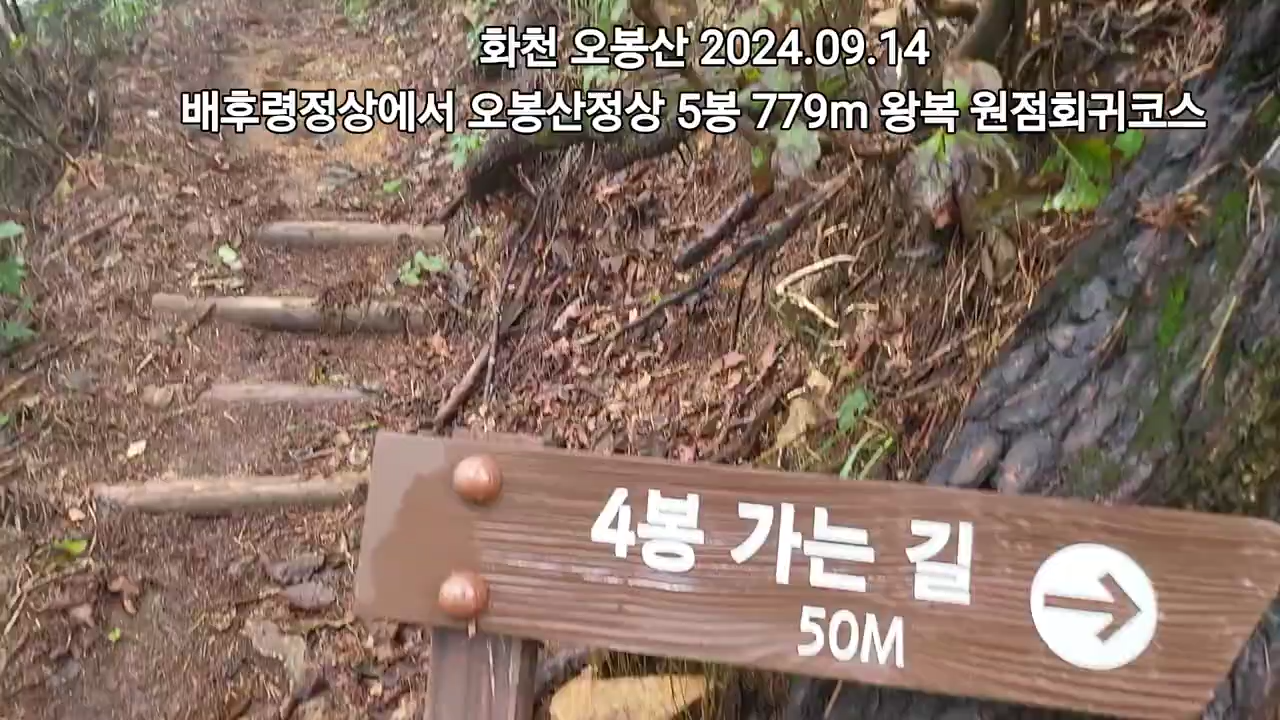 화천 오봉산 2024.09.14
배후령정상에서 오봉산정상 5봉 779m 왕복 원점회귀코스
4봉 가는 길
50M